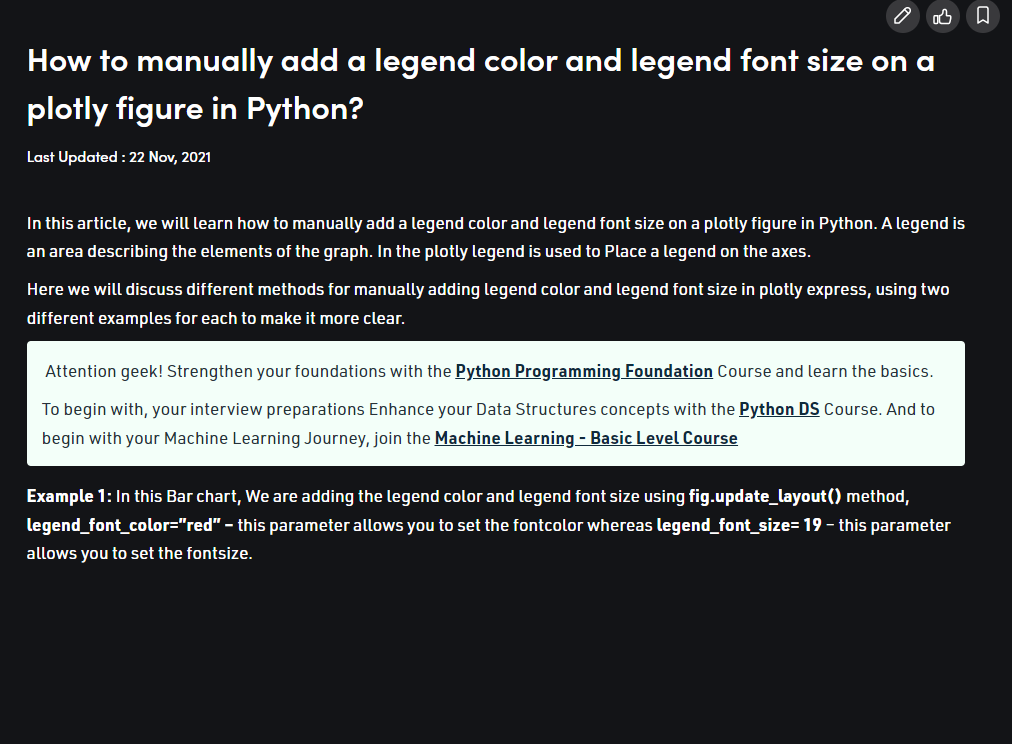 How to manually add a legend color and legend font size on a
plotly figure in Python?
Last Updated : 22 Nov, 2021
In this article, we will learn how to manually add a legend color and legend font size on a plotly figure in Python. A legend is
an area describing the elements of the graph. In the plotly legend is used to Place a legend on the axes.
Here we will discuss different methods for manually adding legend color and legend font size in plotly express, using two
different examples for each to make it more clear.
Attention geek! Strengthen your foundations with the Python Programming Foundation Course and learn the basics.
To begin with, your interview preparations Enhance your Data Structures concepts with the Python DS Course. And to
begin with your Machine Learning Journey, join the Machine Learning - Basic Level Course
Example 1: In this Bar chart, We are adding the legend color and legend font size using fig.update_layout() method,
legend_font_color=”red” – this parameter allows you to set the fontcolor whereas legend_font_size= 19 – this parameter
allows you to set the fontsize.